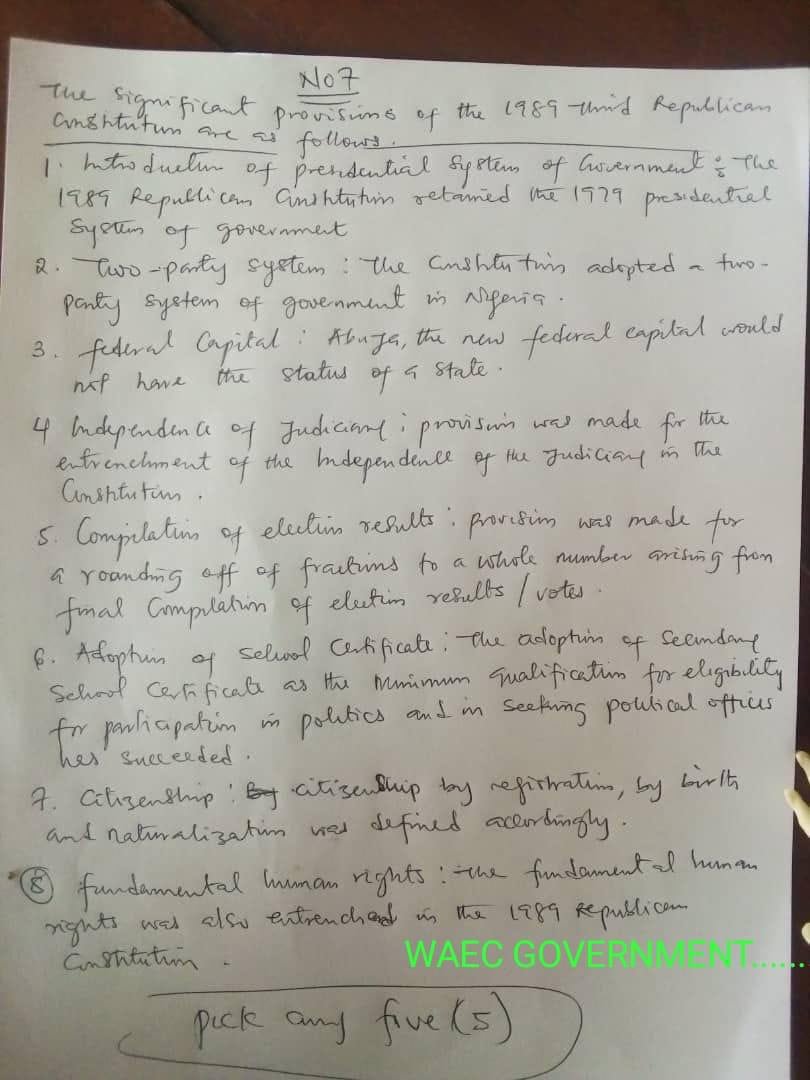 No7
The significant provisions of the 1989 third Republican
Constitution are as follows.
1. Introduction of presidential system of Government : The
1989 Republican Constitution retained the 1979 presidential
system of government
2. Two-party system : The Constitution adopted a two-
party system of government in Nigeria.
3. federal Capital : Abuja, the new federal capital would
not have the status of a state.
4 Independence of Judiciary : provision was made for the
entrenchment of the Independence of the Judiciary in the
Constitution.
5. Compilation of election results : provision was made for
a rounding off of fractions to a whole number arising from
final Compilation of election results / votes.
6. Adoption of School Certificate : The adoption of Secondary
School Certificate as the minimum qualification for eligibility
for participation in politics and in seeking political offices
has succeeded.
7. Citizenship : By citizenship by registration, by birth
and naturalization was defined accordingly.
8 fundamental human rights : The fundamental human
rights was also entrenched in the 1989 Republican
Constitution.
WAEC GOVERNMENT......
pick any five (5)